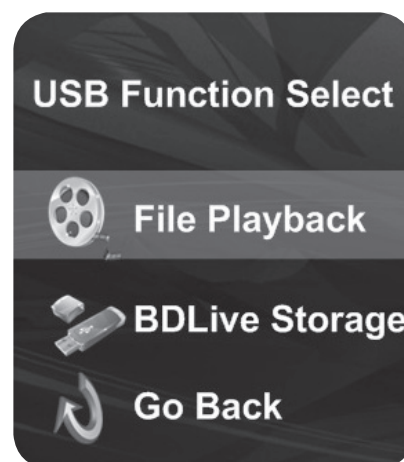 USB Function Select
File Playback
BDLive Storage
Go Back